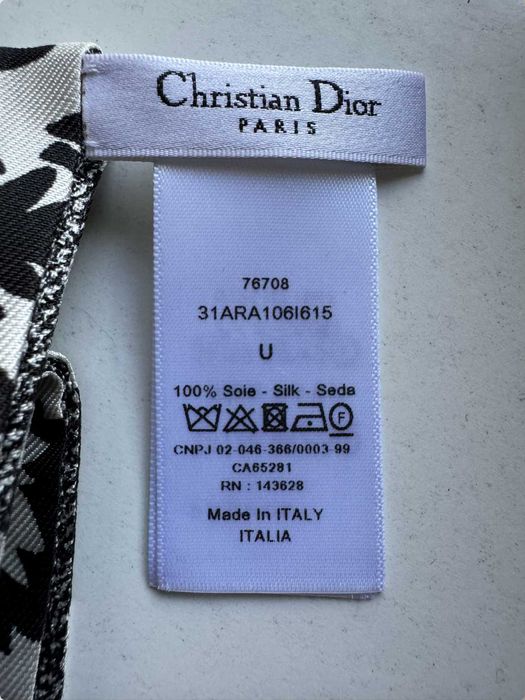 Christian Dior
PARIS
76708
31ARA106I615
U
100% Soie - Silk - Seda
F
CNPJ 02-046-366/0003-99
CA65281
RN : 143628
Made In ITALY
ITALIA